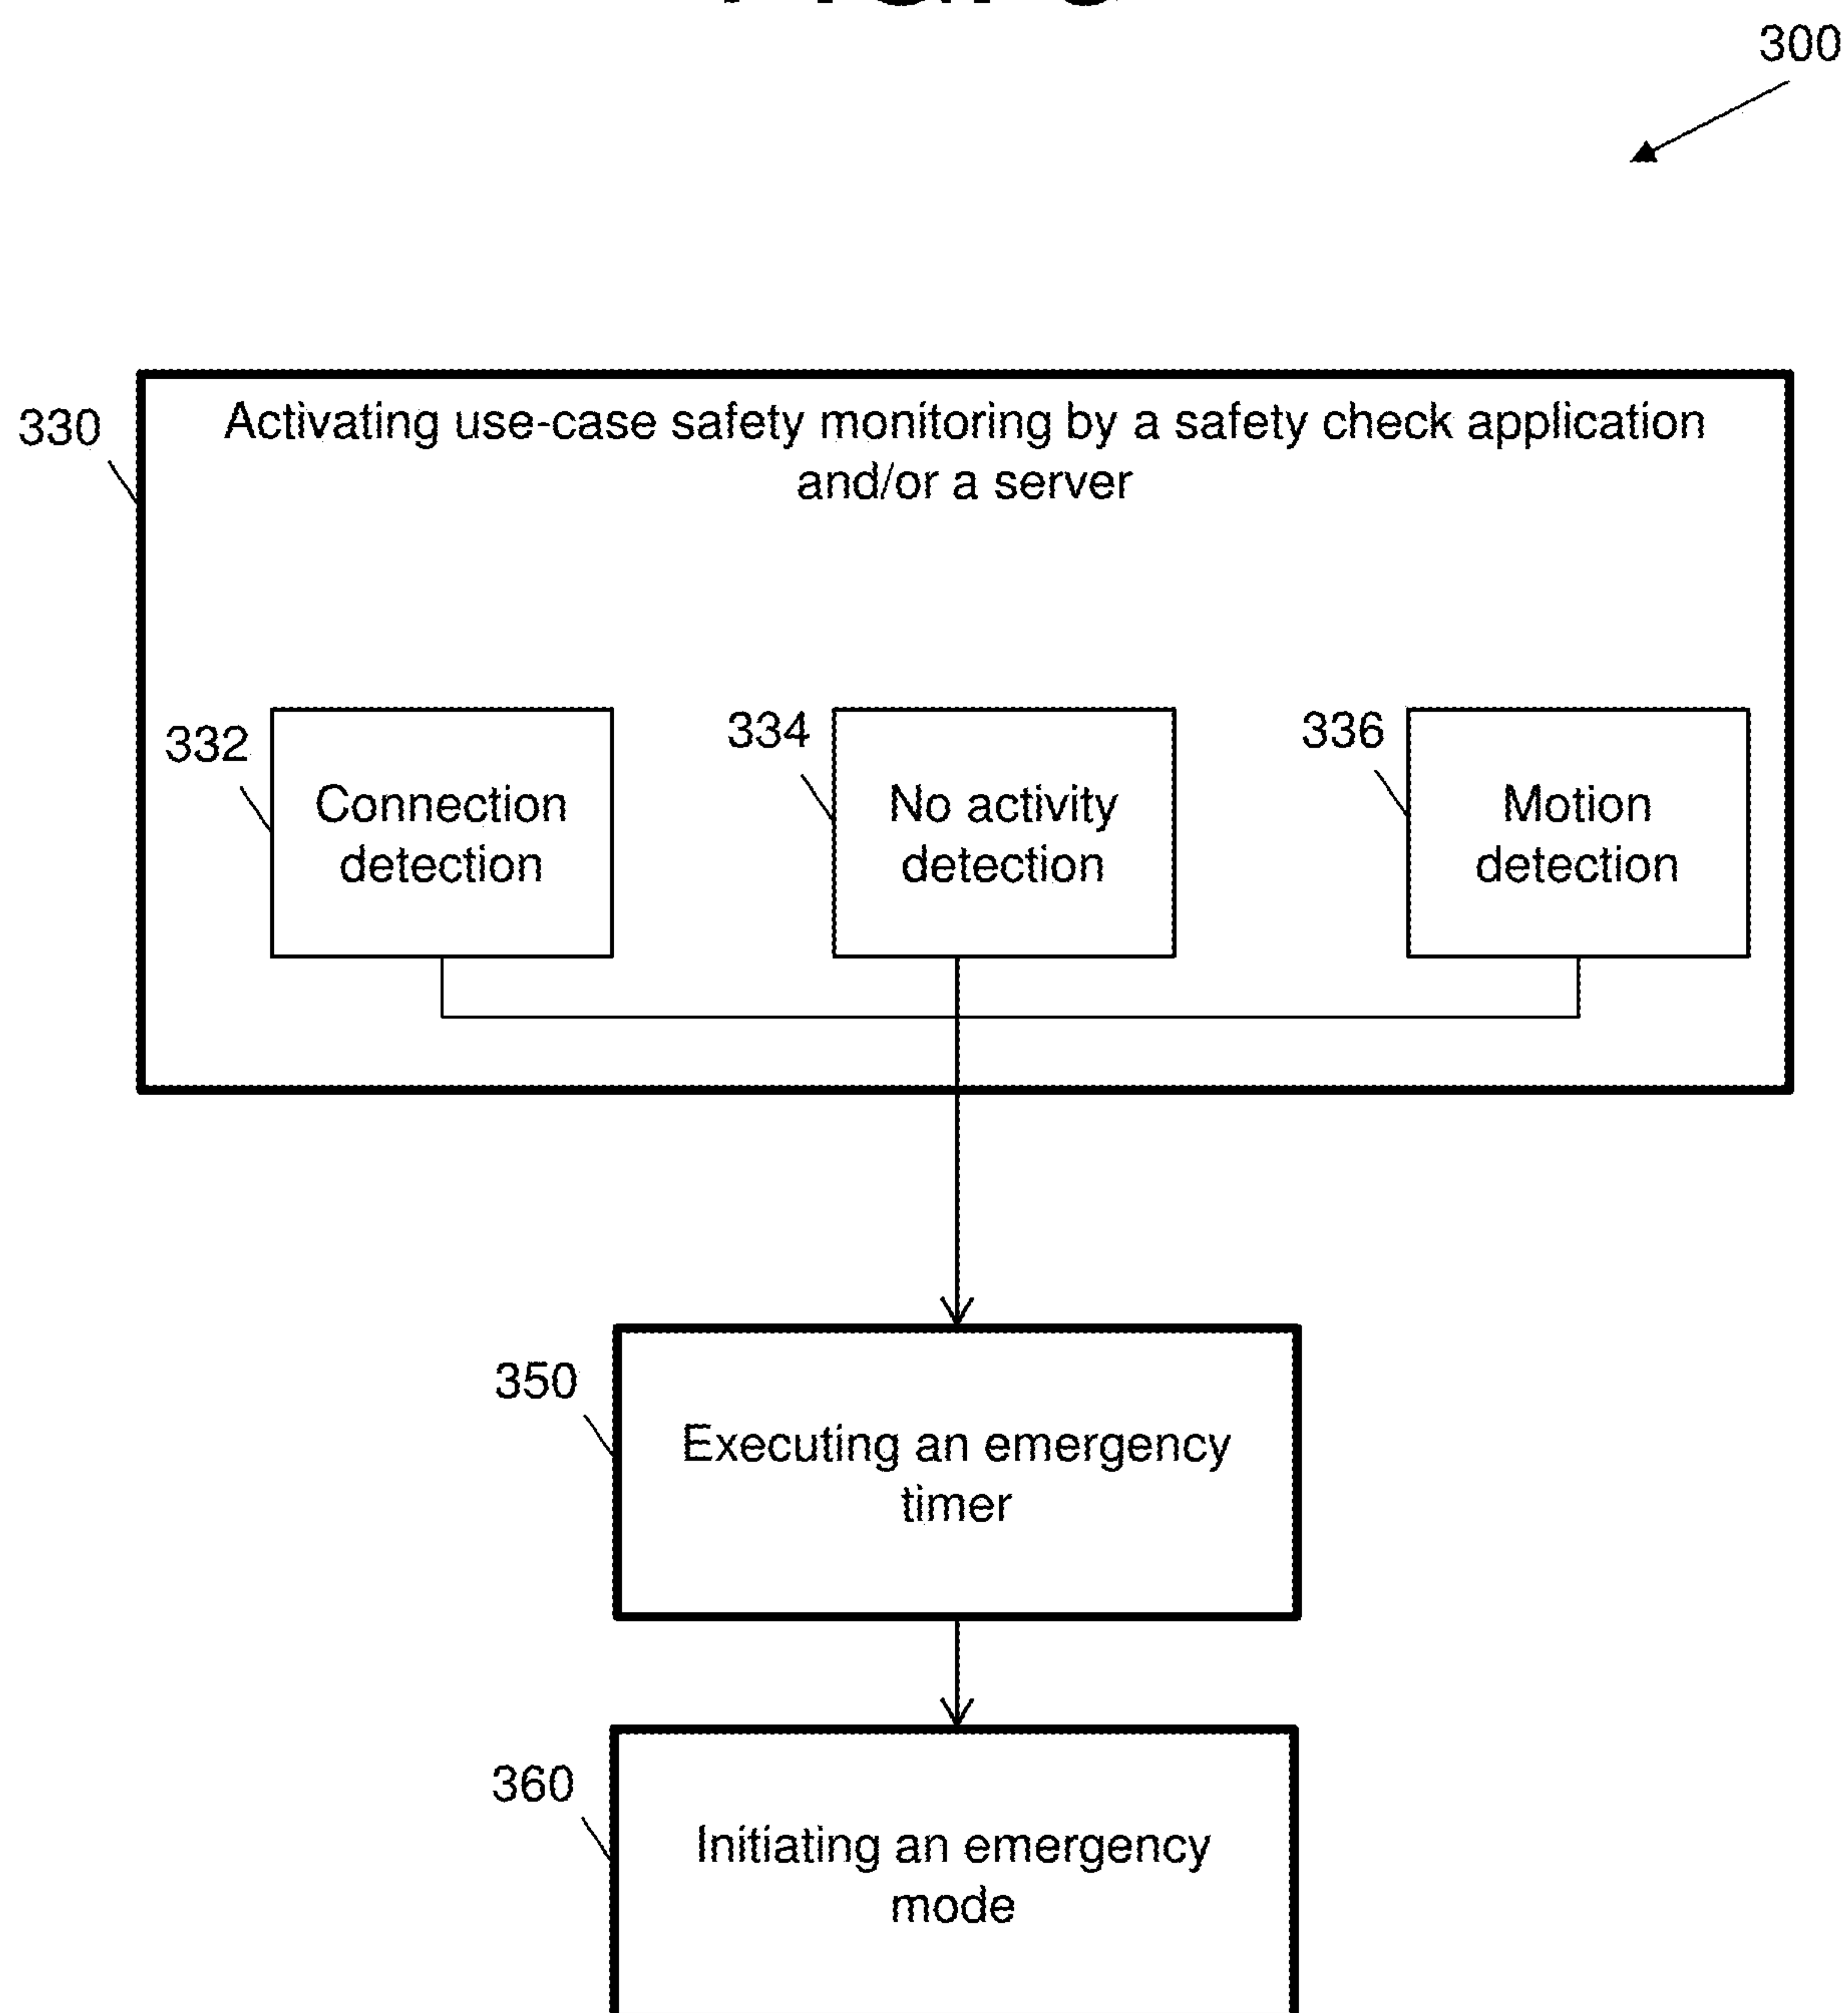 300
330
Activating use-case safety monitoring by a safety check application
and/or a server
332
Connection
detection
334
No activity
detection
336
Motion
detection
350
Executing an emergency
timer
360
Initiating an emergency
mode